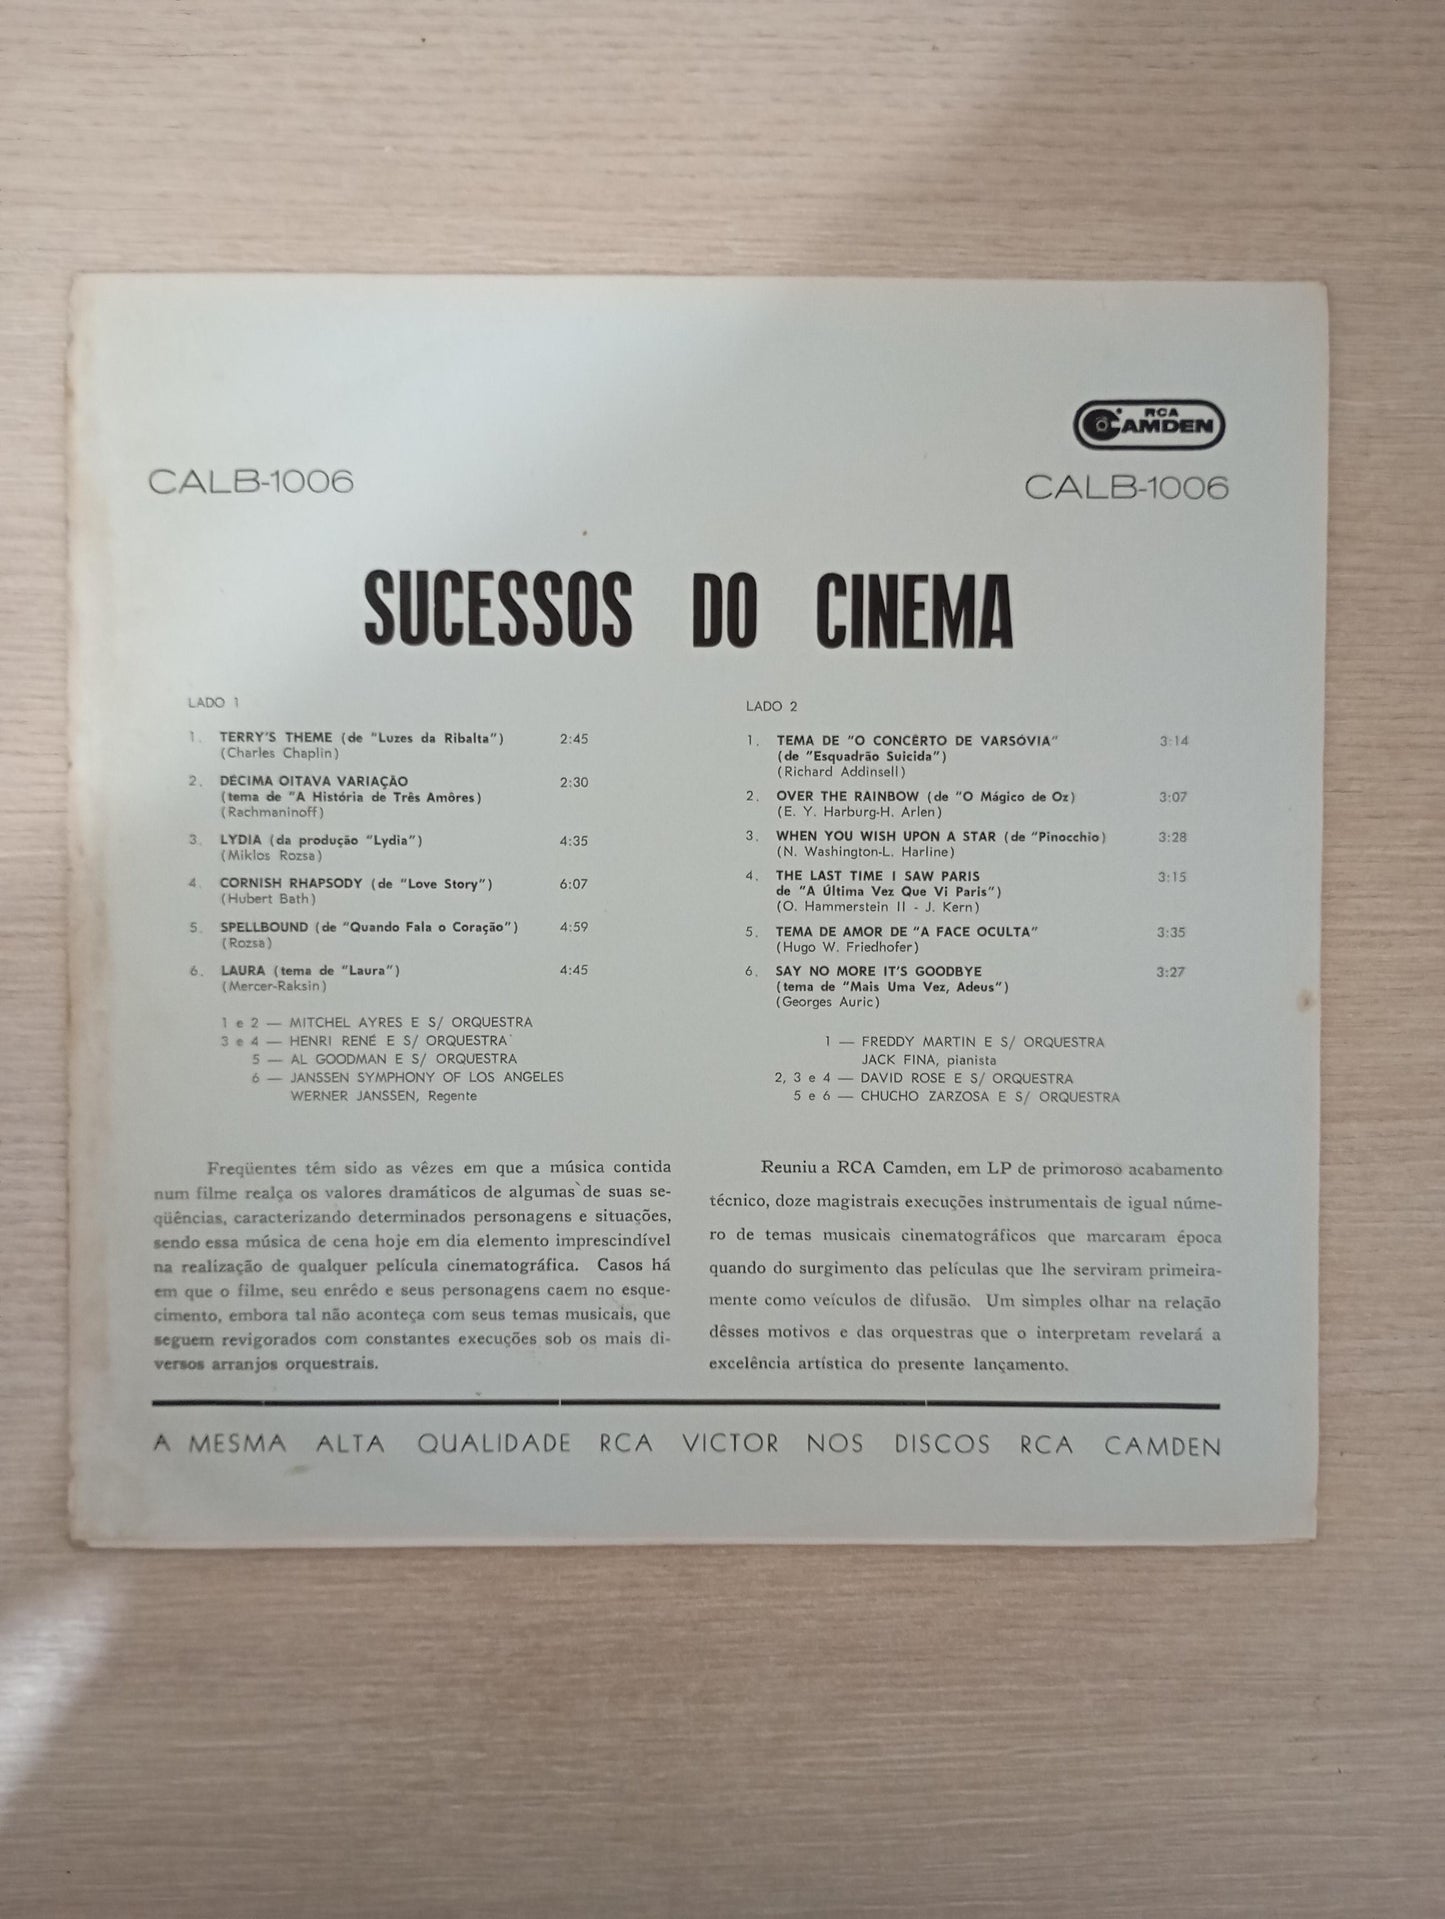 RCA
CAMDEN
CALB-1006
CALB-1006
SUCESSOS DO CINEMA
LADO 1
1. TERRY'S THEME (de "Luzes da Ribalta") 2:45
(Charles Chaplin)
2. DÉCIMA OITAVA VARIAÇÃO 2:30
(tema de "A História de Três Amôres)
(Rachmaninoff)
3. LYDIA (da produção "Lydia") 4:35
(Miklos Rozsa)
4. CORNISH RHAPSODY (de "Love Story") 6:07
(Hubert Bath)
5. SPELLBOUND (de "Quando Fala o Coração") 4:59
(Rozsa)
6. LAURA (tema de "Laura") 4:45
(Mercer-Raksin)
1 e 2 — MITCHEL AYRES E S/ ORQUESTRA
3 e 4 — HENRI RENÉ E S/ ORQUESTRA
5 — AL GOODMAN E S/ ORQUESTRA
6 — JANSSEN SYMPHONY OF LOS ANGELES
WERNER JANSSEN, Regente
LADO 2
1. TEMA DE "O CONCÊRTO DE VARSÓVIA" 3:14
(de "Esquadrão Suicida")
(Richard Addinsell)
2. OVER THE RAINBOW (de "O Mágico de Oz) 3:07
(E. Y. Harburg-H. Arlen)
3. WHEN YOU WISH UPON A STAR (de "Pinocchio) 3:28
(N. Washington-L. Harline)
4. THE LAST TIME I SAW PARIS 3:15
de "A Última Vez Que Vi Paris")
(O. Hammerstein II - J. Kern)
5. TEMA DE AMOR DE "A FACE OCULTA" 3:35
(Hugo W. Friedhofer)
6. SAY NO MORE IT'S GOODBYE 3:27
(tema de "Mais Uma Vez, Adeus")
(Georges Auric)
1 — FREDDY MARTIN E S/ ORQUESTRA
JACK FINA, pianista
2, 3 e 4 — DAVID ROSE E S/ ORQUESTRA
5 e 6 — CHUCHO ZARZOSA E S/ ORQUESTRA
Freqüentes têm sido as vêzes em que a música contida
num filme realça os valores dramáticos de algumas de suas se-
qüências, caracterizando determinados personagens e situações,
sendo essa música de cena hoje em dia elemento imprescindível
na realização de qualquer película cinematográfica. Casos há
em que o filme, seu enrêdo e seus personagens caem no esque-
cimento, embora tal não aconteça com seus temas musicais, que
seguem revigorados com constantes execuções sob os mais di-
versos arranjos orquestrais.
Reuniu a RCA Camden, em LP de primoroso acabamento
técnico, doze magistrais execuções instrumentais de igual núme-
ro de temas musicais cinematográficos que marcaram época
quando do surgimento das películas que lhe serviram primeira-
mente como veículos de difusão. Um simples olhar na relação
dêsses motivos e das orquestras que o interpretam revelará a
excelência artística do presente lançamento.
A MESMA ALTA QUALIDADE RCA VICTOR NOS DISCOS RCA CAMDEN